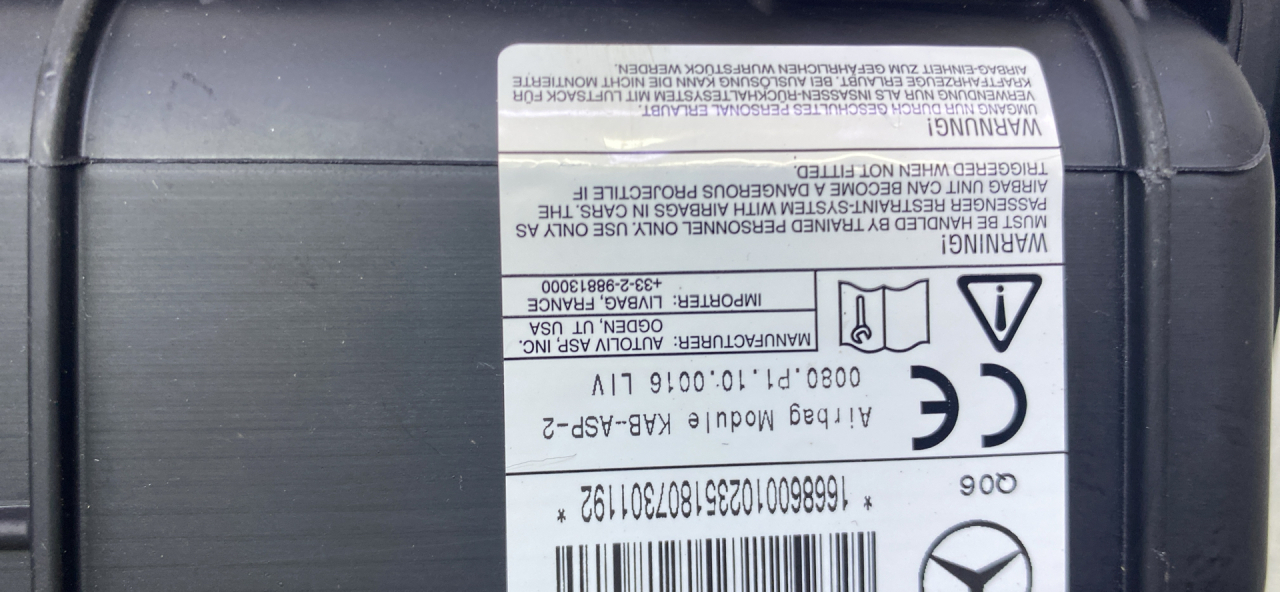 Q06
* 1668600102351807301192 *
Airbag Module KAB-ASP-2
0080.P1.10.0016 LIV
CE
MANUFACTURER: AUTOLIV ASP, INC.
OGDEN, UT USA
IMPORTER: LIVBAG, FRANCE
+33-2-98813000
WARNING!
MUST BE HANDLED BY TRAINED PERSONNEL ONLY. USE ONLY AS
PASSENGER RESTRAINT-SYSTEM WITH AIRBAGS IN CARS. THE
AIRBAG UNIT CAN BECOME A DANGEROUS PROJECTILE IF
TRIGGERED WHEN NOT FITTED.
WARNUNG!
UMGANG NUR DURCH GESCHULTES PERSONAL ERLAUBT.
VERWENDUNG NUR ALS INSASSEN-RÜCKHALTESYSTEM MIT LUFTSACK FÜR
KRAFTFAHRZEUGE ERLAUBT. BEI AUSLÖSUNG KANN DIE NICHT MONTIERTE
AIRBAG-EINHEIT ZUM GEFÄHRLICHEN WURFSTÜCK WERDEN.